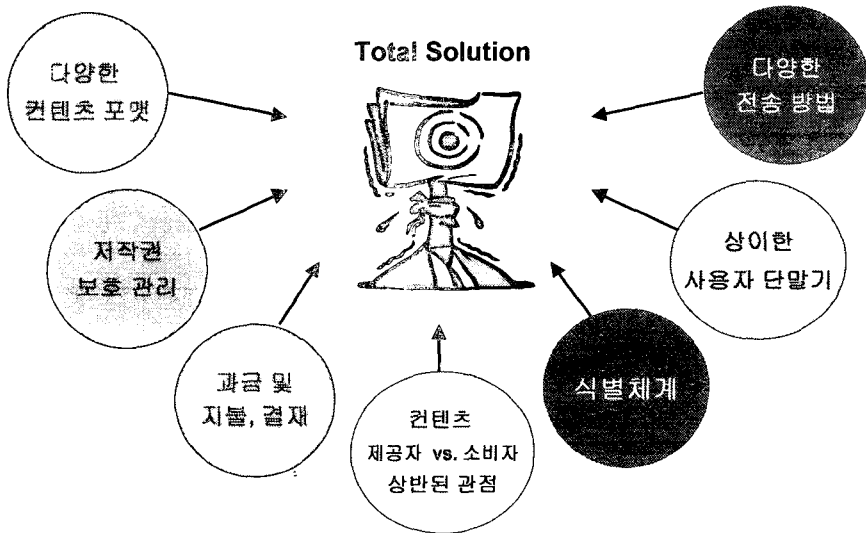 Total Solution
다양한
컨텐츠 포맷
저작권
보호 관리
과금 및
지불, 결재
컨텐츠
제공자 vs. 소비자
상반된 관점
식별체계
상이한
사용자 단말기
다양한
전송 방법